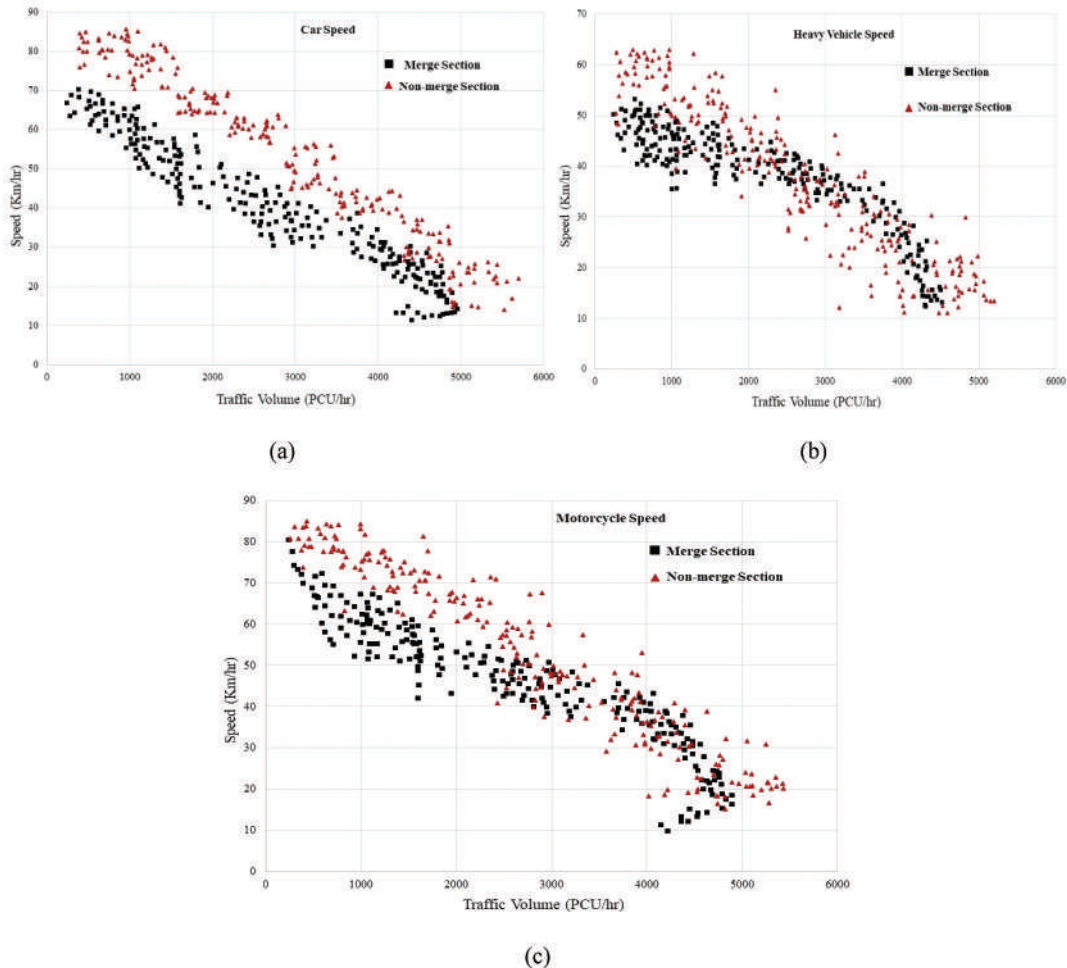 Car Speed
Merge Section
Non-merge Section
90
80
70
60
50
40
30
20
10
0
Speed (Km/hr)
0 1000 2000 3000 4000 5000 6000
Traffic Volume (PCU/hr)
(a)
Heavy Vehicle Speed
Merge Section
Non-merge Section
70
60
50
40
30
20
10
0
Speed (Km/hr)
0 1000 2000 3000 4000 5000 6000
Traffic Volume (PCU/hr)
(b)
Motorcycle Speed
Merge Section
Non-merge Section
90
80
70
60
50
40
30
20
10
0
Speed (Km/hr)
0 1000 2000 3000 4000 5000 6000
Traffic Volume (PCU/hr)
(c)